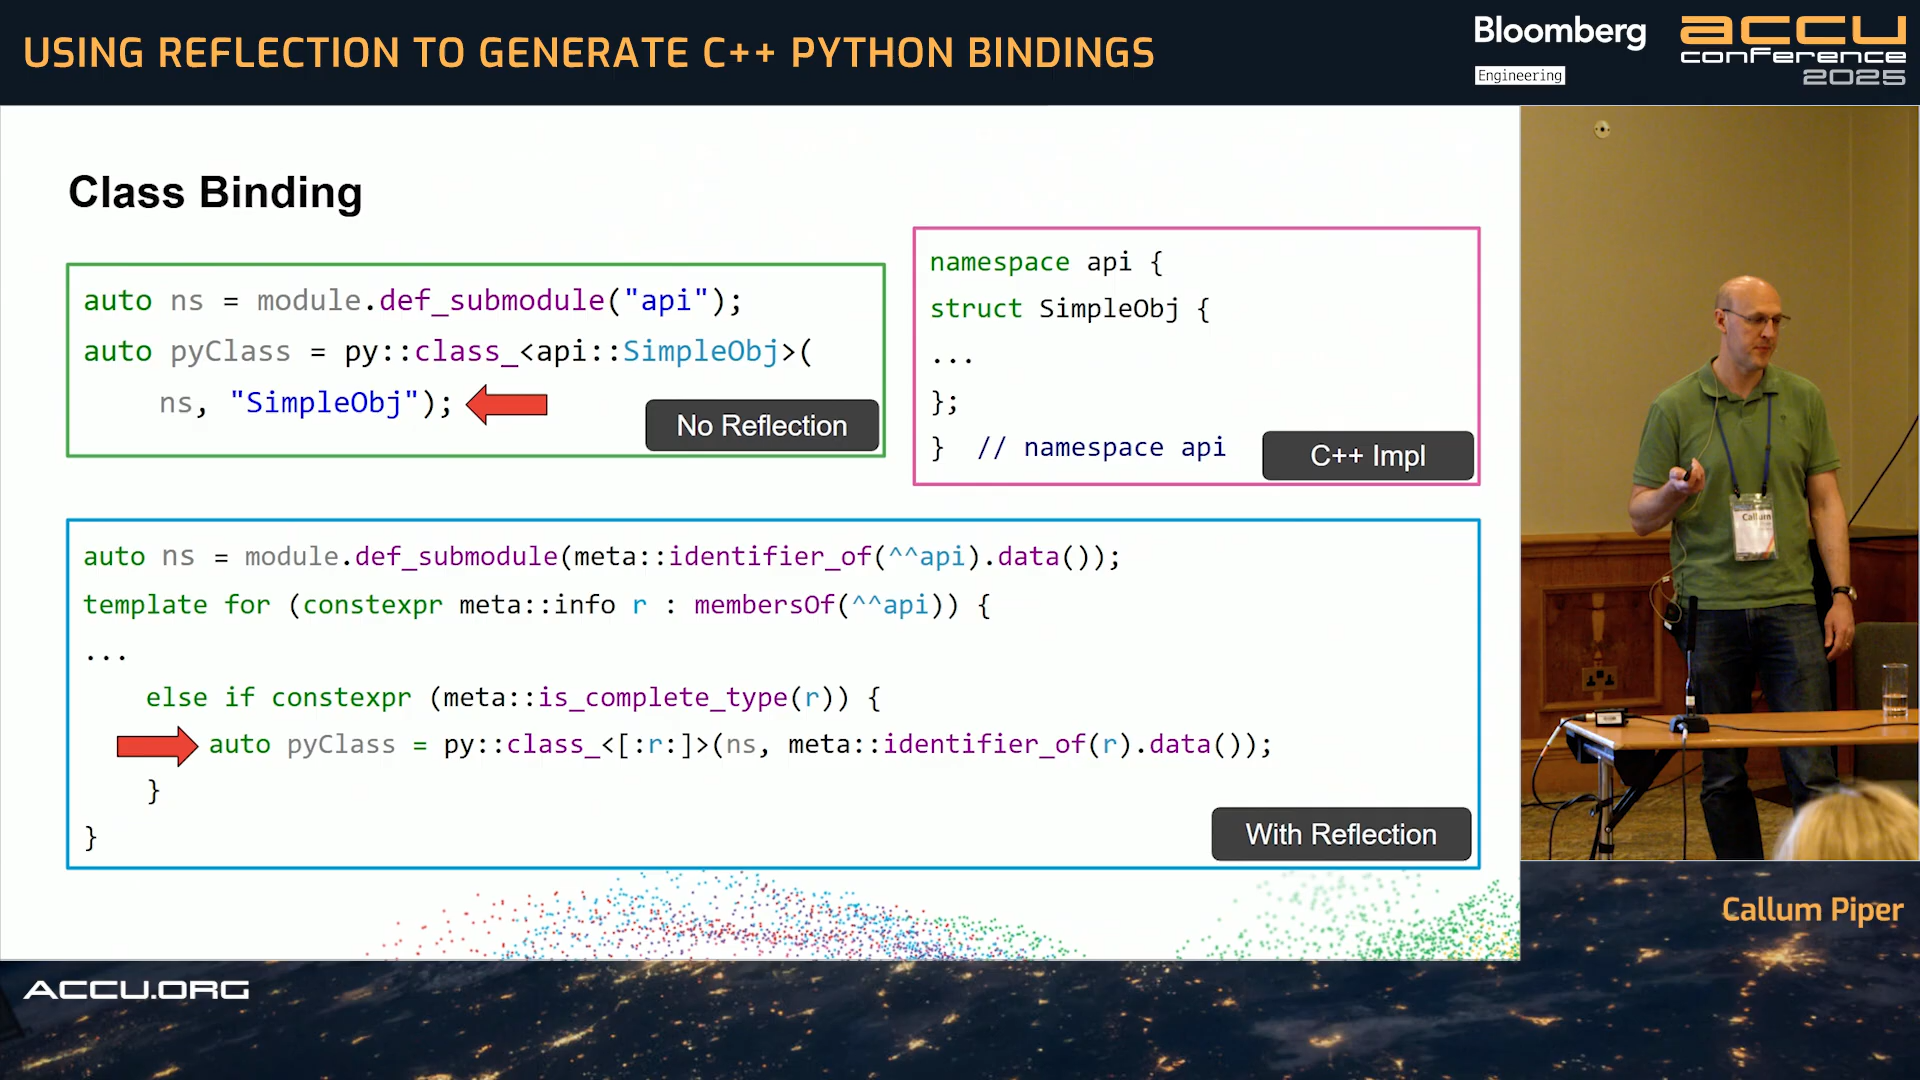 USING REFLECTION TO GENERATE C++ PYTHON BINDINGS
Bloomberg
Engineering
accu
conference
2025
Class Binding
auto ns = module.def_submodule("api");
auto pyClass = py::class_<api::SimpleObj>(
ns, "SimpleObj");
No Reflection
namespace api {
struct SimpleObj {
...
};
} // namespace api
C++ Impl
auto ns = module.def_submodule(meta::identifier_of(^^api).data());
template for (constexpr meta::info r : membersOf(^^api)) {
...
else if constexpr (meta::is_complete_type(r)) {
auto pyClass = py::class_<[:r:]>(ns, meta::identifier_of(r).data());
}
}
With Reflection
Callum
Callum Piper
ACCU.ORG